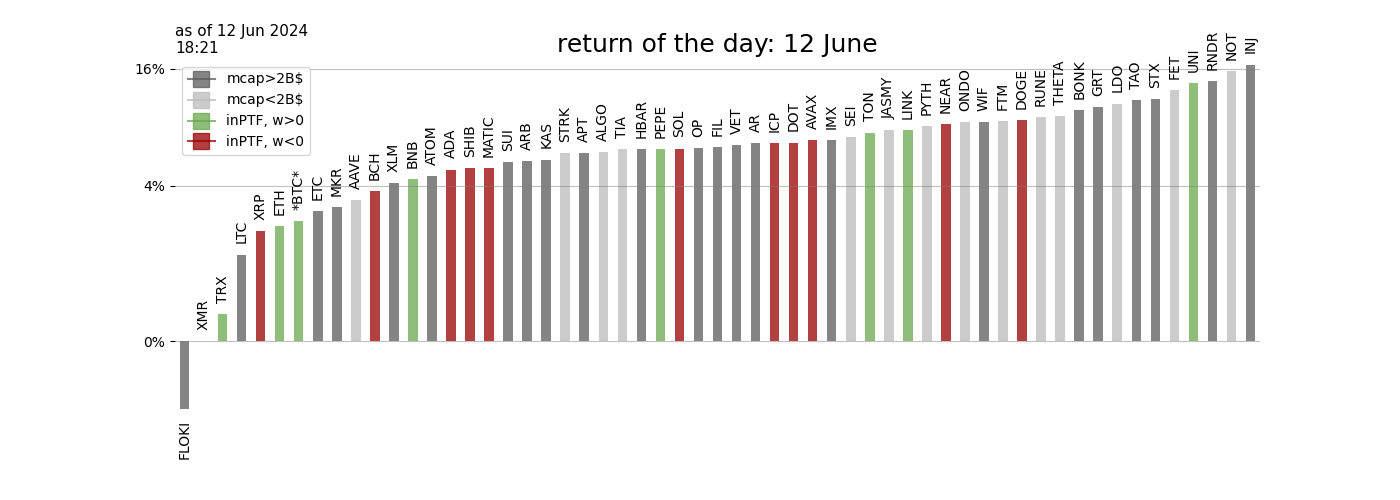 as of 12 Jun 2024
18:21
return of the day: 12 June
16%
4%
0%
mcap>2B$
mcap<2B$
inPTF, w>0
inPTF, w<0
FLOKI
XMR
TRX
LTC
XRP
ETH
*BTC*
ETC
MKR
AAVE
BCH
XLM
BNB
ATOM
ADA
SHIB
MATIC
SUI
ARB
KAS
STRK
APT
ALGO
TIA
HBAR
PEPE
SOL
OP
FIL
VET
AR
ICP
DOT
AVAX
IMX
SEI
TON
JASMY
LINK
PYTH
NEAR
ONDO
WIF
FTM
DOGE
RUNE
THETA
BONK
GRT
LDO
TAO
STX
FET
UNI
RNDR
NOT
INJ